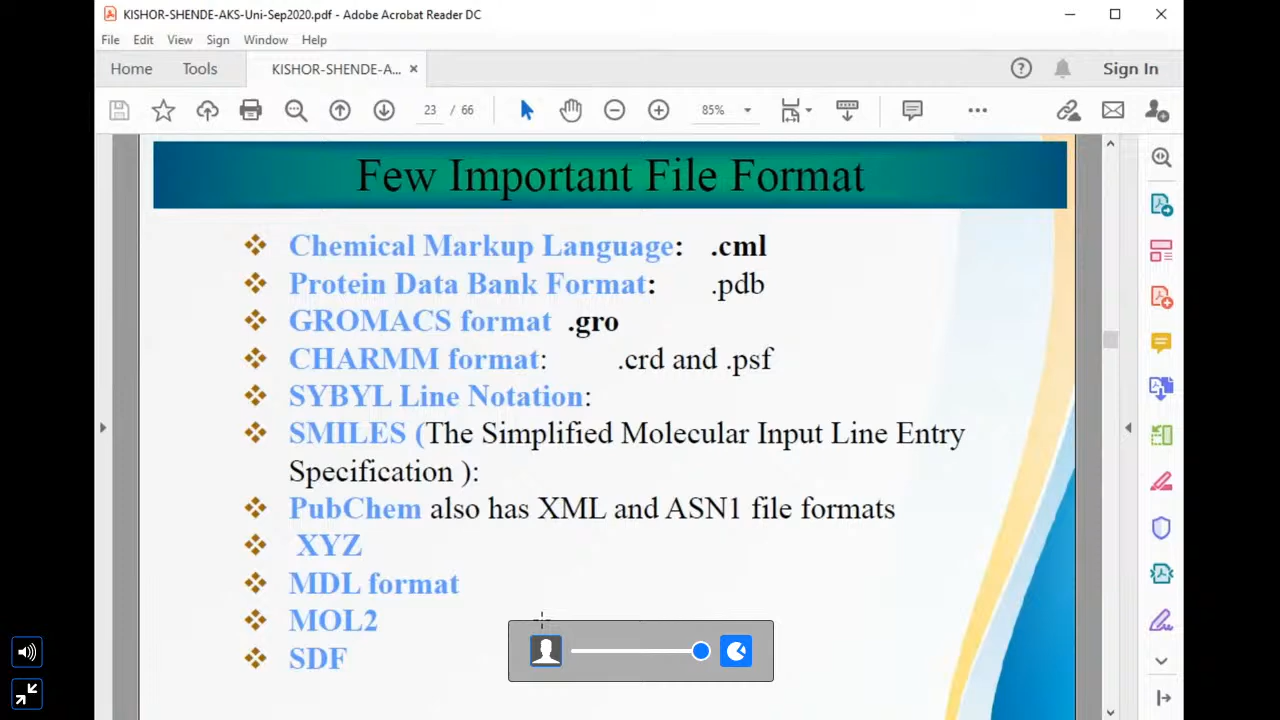 KISHOR-SHENDE-AKS-Uni-Sep2020.pdf - Adobe Acrobat Reader DC
File Edit View Sign Window Help
Home Tools KISHOR-SHENDE-A... × Sign In
23 / 66 85%
Few Important File Format
Chemical Markup Language: .cml
Protein Data Bank Format: .pdb
GROMACS format .gro
CHARMM format: .crd and .psf
SYBYL Line Notation:
SMILES (The Simplified Molecular Input Line Entry
Specification ):
PubChem also has XML and ASN1 file formats
XYZ
MDL format
MOL2
SDF